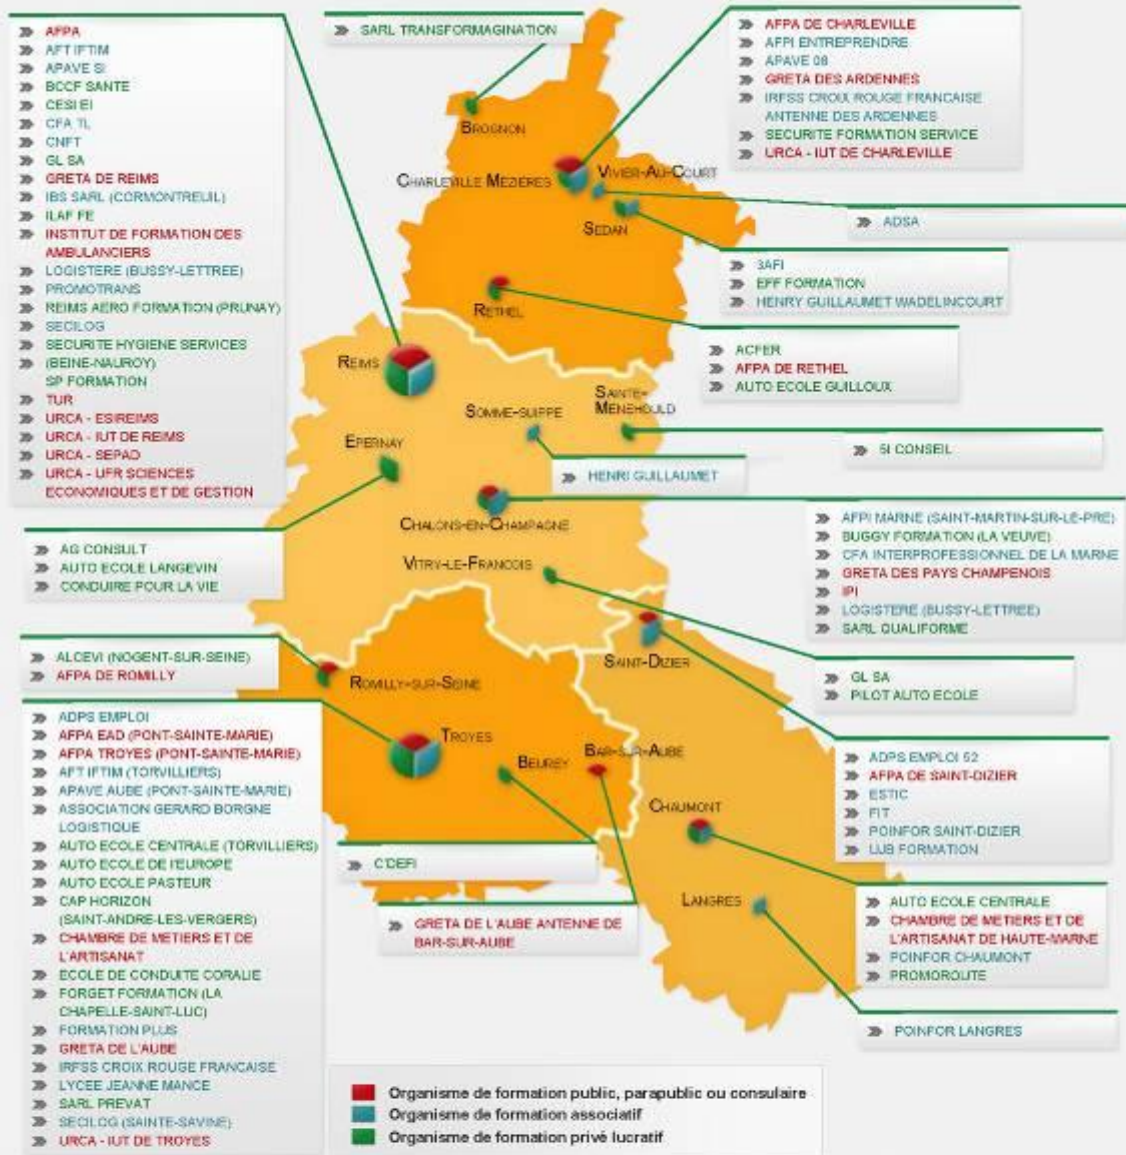 AFPA
AFT IFTIM
APAVE SI
BCCF SANTE
CESI EI
CFA TL
CNFT
GL SA
GRETA DE REIMS
IBS SARL (CORMONTREUIL)
ILAF FE
INSTITUT DE FORMATION DES
AMBULANCIERS
LOGISTERE (BUSSY-LETTREE)
PROMOTRANS
REIMS AERO FORMATION (PRUNAY)
SECILOG
SECURITE HYGIENE SERVICES
(BEINE-NAUROY)
SP FORMATION
TUR
URCA - ESIREIMS
URCA - IUT DE REIMS
URCA - SEPAD
URCA - UFR SCIENCES
ECONOMIQUES ET DE GESTION
SARL TRANSFORMAGINATION
AFPA DE CHARLEVILLE
AFPI ENTREPRENDRE
APAVE 08
GRETA DES ARDENNES
IRFSS CROIX ROUGE FRANCAISE
ANTENNE DES ARDENNES
SECURITE FORMATION SERVICE
URCA - IUT DE CHARLEVILLE
BROGNON
CHARLEVILLE MÉZIÈRES
VIVIER-AU-COURT
SEDAN
RETHEL
ADSA
3AFI
EFF FORMATION
HENRY GUILLAUMET WADELINCOURT
ACFER
AFPA DE RETHEL
AUTO ECOLE GUILLOUX
REIMS
SOMME-SUIPPE
SAINTE-
MENEHOULD
EPERNAY
CHALONS-EN-CHAMPAGNE
VITRY-LE-FRANCOIS
5I CONSEIL
HENRI GUILLAUMET
AG CONSULT
AUTO ECOLE LANGEVIN
CONDUIRE POUR LA VIE
AFPI MARNE (SAINT-MARTIN-SUR-LE-PRE)
BUGGY FORMATION (LA VEUVE)
CFA INTERPROFESSIONNEL DE LA MARNE
GRETA DES PAYS CHAMPENOIS
IPI
LOGISTERE (BUSSY-LETTREE)
SARL QUALIFORME
ALCEVI (NOGENT-SUR-SEINE)
AFPA DE ROMILLY
SAINT-DIZIER
ROMILLY-SUR-SEINE
TROYES
BEUREY
BAR-SUR-AUBE
CHAUMONT
LANGRES
GL SA
PILOT AUTO ECOLE
ADPS EMPLOI
AFPA EAD (PONT-SAINTE-MARIE)
AFPA TROYES (PONT-SAINTE-MARIE)
AFT IFTIM (TORVILLIERS)
APAVE AUBE (PONT-SAINTE-MARIE)
ASSOCIATION GERARD BORGNE
LOGISTIQUE
AUTO ECOLE CENTRALE (TORVILLIERS)
AUTO ECOLE DE l'EUROPE
AUTO ECOLE PASTEUR
CAP HORIZON
(SAINT-ANDRE-LES-VERGERS)
CHAMBRE DE METIERS ET DE
L'ARTISANAT
ECOLE DE CONDUITE CORALIE
FORGET FORMATION (LA
CHAPELLE-SAINT-LUC)
FORMATION PLUS
GRETA DE L'AUBE
IRFSS CROIX ROUGE FRANCAISE
LYCEE JEANNE MANCE
SARL PREVAT
SECILOG (SAINTE-SAVINE)
URCA - IUT DE TROYES
ADPS EMPLOI 52
AFPA DE SAINT-DIZIER
ESTIC
FIT
POINFOR SAINT-DIZIER
LUB FORMATION
C'DEFI
GRETA DE L'AUBE ANTENNE DE
BAR-SUR-AUBE
AUTO ECOLE CENTRALE
CHAMBRE DE METIERS ET DE
L'ARTISANAT DE HAUTE-MARNE
POINFOR CHAUMONT
PROMOROUTE
POINFOR LANGRES
Organisme de formation public, parapublic ou consulaire
Organisme de formation associatif
Organisme de formation privé lucratif